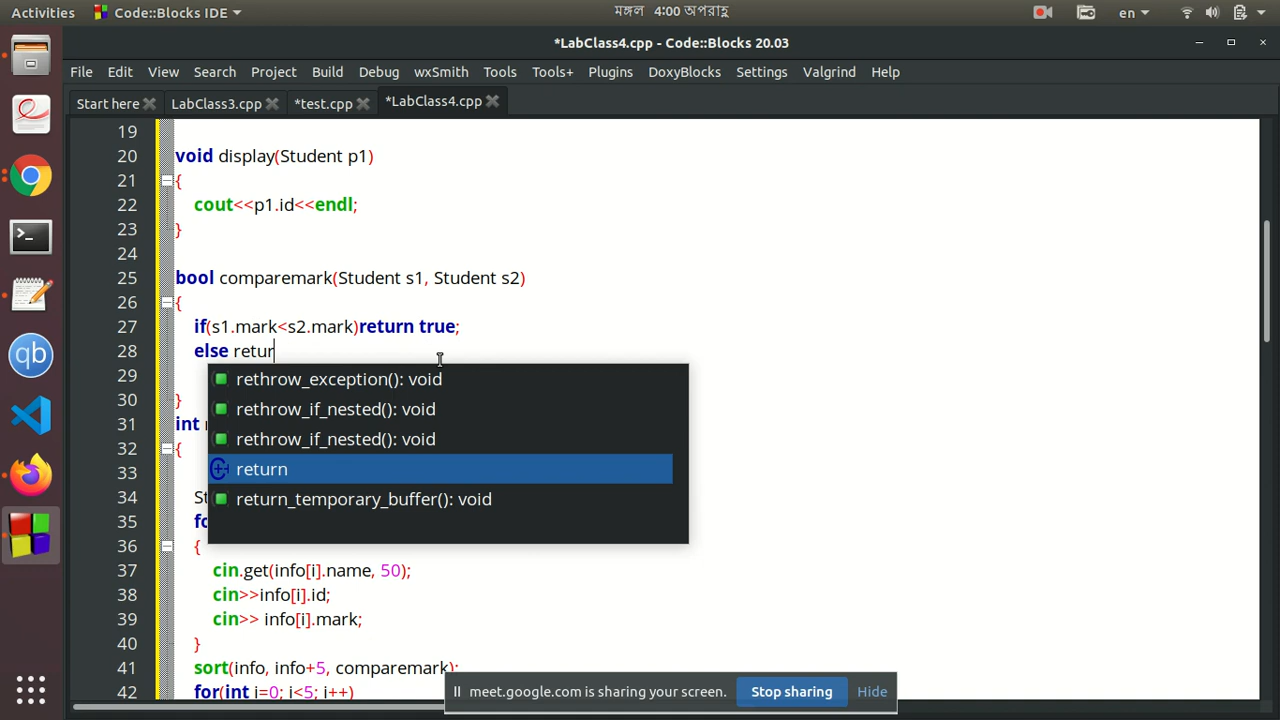 Activities Code::Blocks IDE মঙ্গল 4:00 অপরাহ্ণ en
*LabClass4.cpp - Code::Blocks 20.03
File Edit View Search Project Build Debug wxSmith Tools Tools+ Plugins DoxyBlocks Settings Valgrind Help
Start here LabClass3.cpp *test.cpp *LabClass4.cpp
19
20 void display(Student p1)
21 {
22 cout<<p1.id<<endl;
23 }
24
25 bool comparemark(Student s1, Student s2)
26 {
27 if(s1.mark<s2.mark)return true;
28 else retur
29
rethrow_exception(): void
30 }
rethrow_if_nested(): void
31 int
rethrow_if_nested(): void
32 {
33
return
34 St
return_temporary_buffer(): void
35 fo
36 {
37 cin.get(info[i].name, 50);
38 cin>>info[i].id;
39 cin>> info[i].mark;
40 }
41 sort(info, info+5, comparemark);
42 for(int i=0; i<5; i++)
meet.google.com is sharing your screen. Stop sharing Hide